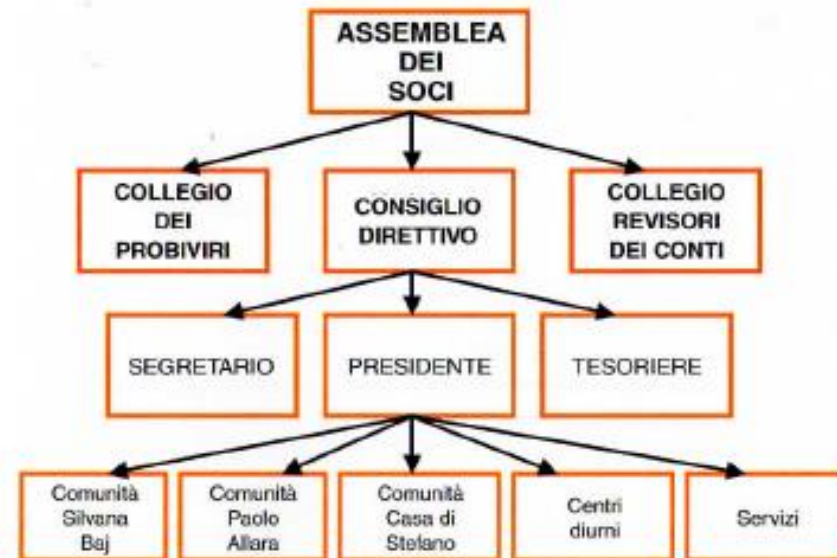 ASSEMBLEA
DEI
SOCI
COLLEGIO
DEI
PROBIVIRI
CONSIGLIO
DIRETTIVO
COLLEGIO
REVISORI
DEI CONTI
SEGRETARIO
PRESIDENTE
TESORIERE
Comunità
Silvana
Baj
Comunità
Paolo
Allara
Comunità
Casa di
Stefano
Centri
diurni
Servizi